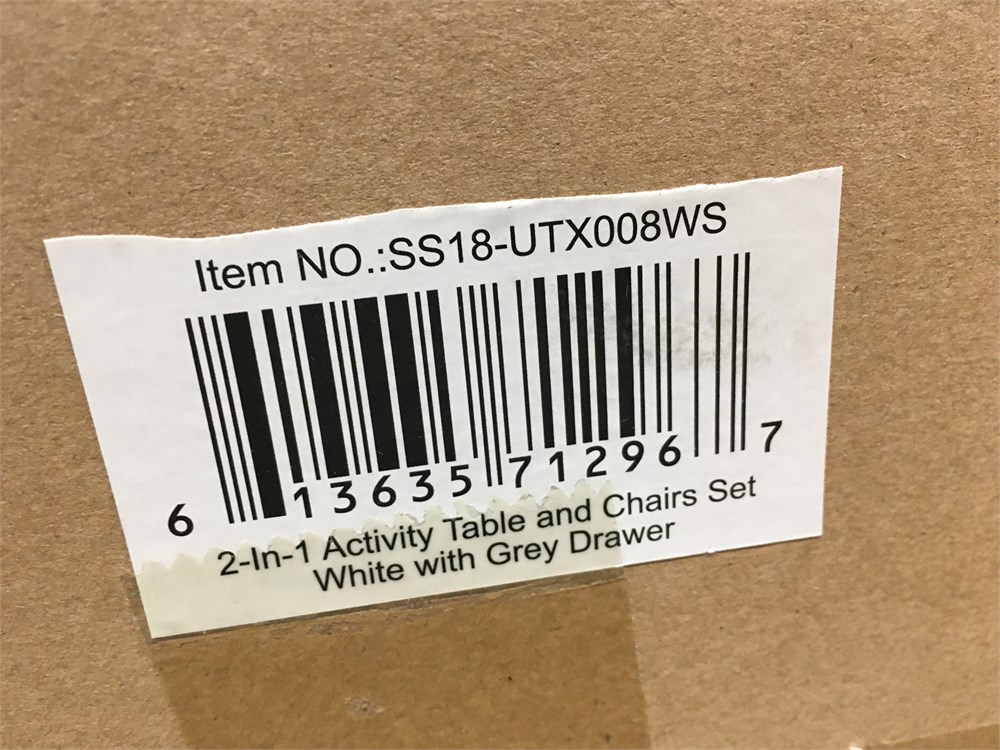 Item NO.:SS18-UTX008WS
6 13635 71296 7
2-In-1 Activity Table and Chairs Set
White with Grey Drawer